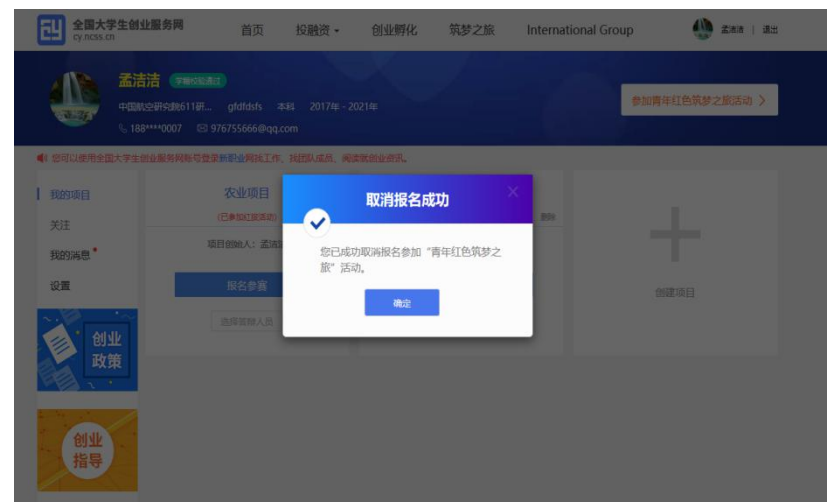 全国大学生创业服务网
cy.ncss.cn
首页 投融资 创业孵化 筑梦之旅 International Group 孟洁洁 | 退出
孟洁洁 学籍校验通过
中国航空研究院611研... gfdfdsfs 本科 2017年 - 2021年
188****0007 976755666@qq.com
参加青年红色筑梦之旅活动 >
您可以使用全国大学生创业服务网账号登录新职业网找工作、找团队成员、阅读就创业资讯。
我的项目
关注
我的消息
设置
农业项目
(已参加红旅活动)
项目创始人:孟洁
报名参赛
选择答辩人员
删除
取消报名成功
您已成功取消报名参加“青年红色筑梦之
旅”活动。
确定
创建项目
创业
政策
创业
指导